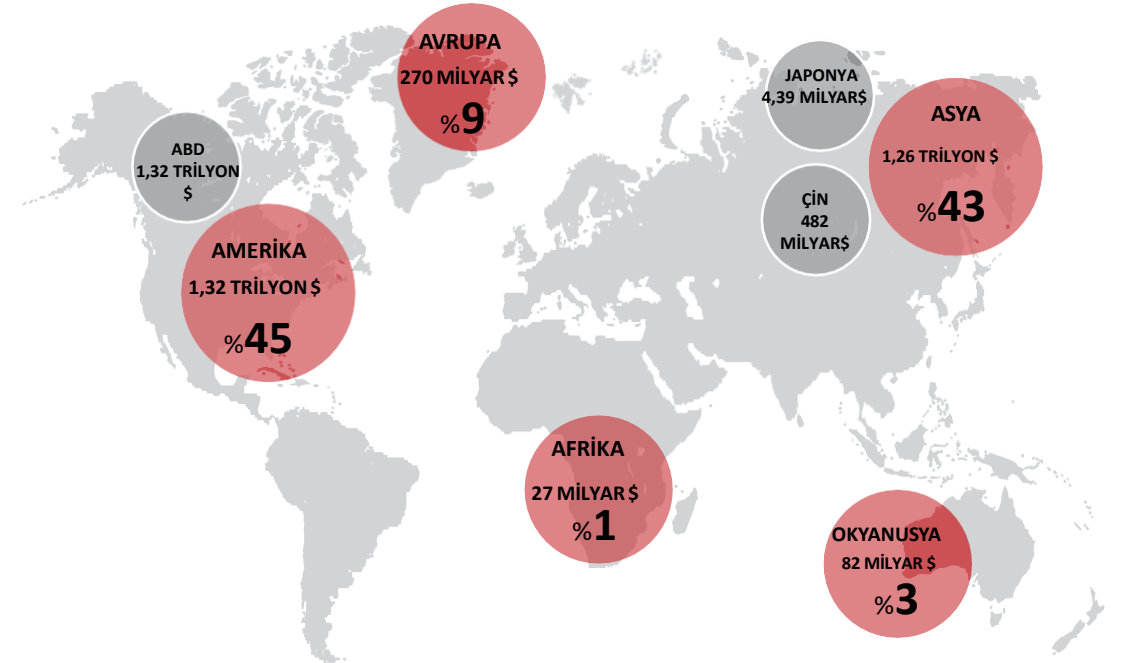 AVRUPA
270 MİLYAR $
%9
JAPONYA
4,39 MİLYAR$
ASYA
1,26 TRİLYON $
%43
ABD
1,32 TRİLYON
$
ÇİN
482
MİLYAR$
AMERİKA
1,32 TRİLYON $
%45
AFRİKA
27 MİLYAR $
%1
OKYANUSYA
82 MİLYAR $
%3